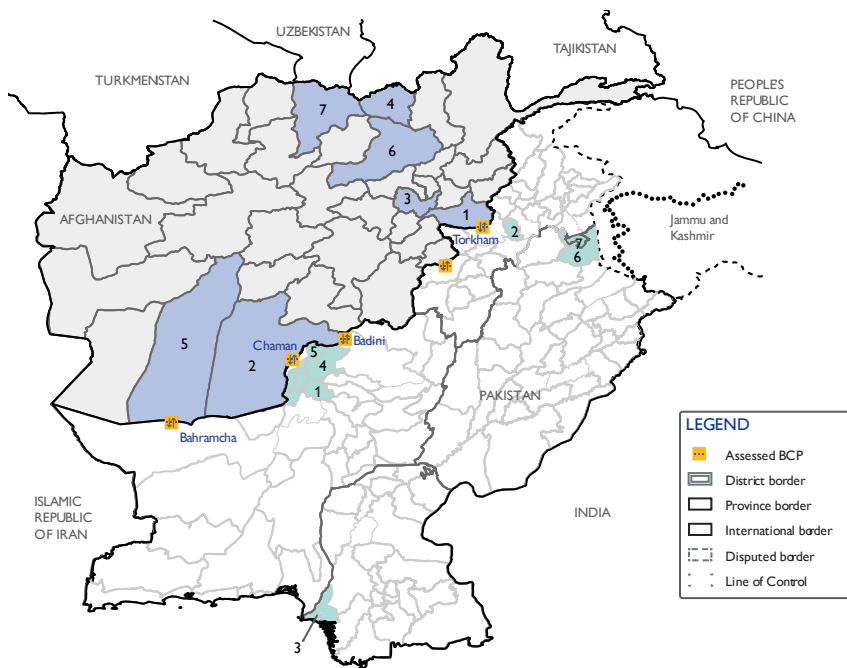 UZBEKISTAN
TAJIKISTAN
TURKMENISTAN
PEOPLE'S
REPUBLIC
OF CHINA
7
4
6
3
1
2
AFGHANISTAN
Torkham
Jammu and
Kashmir
7
6
5
2
Chaman
Badini
5
4
1
PAKISTAN
Bahramcha
ISLAMIC
REPUBLIC
OF IRAN
INDIA
3
LEGEND
Assessed BCP
District border
Province border
International border
Disputed border
Line of Control